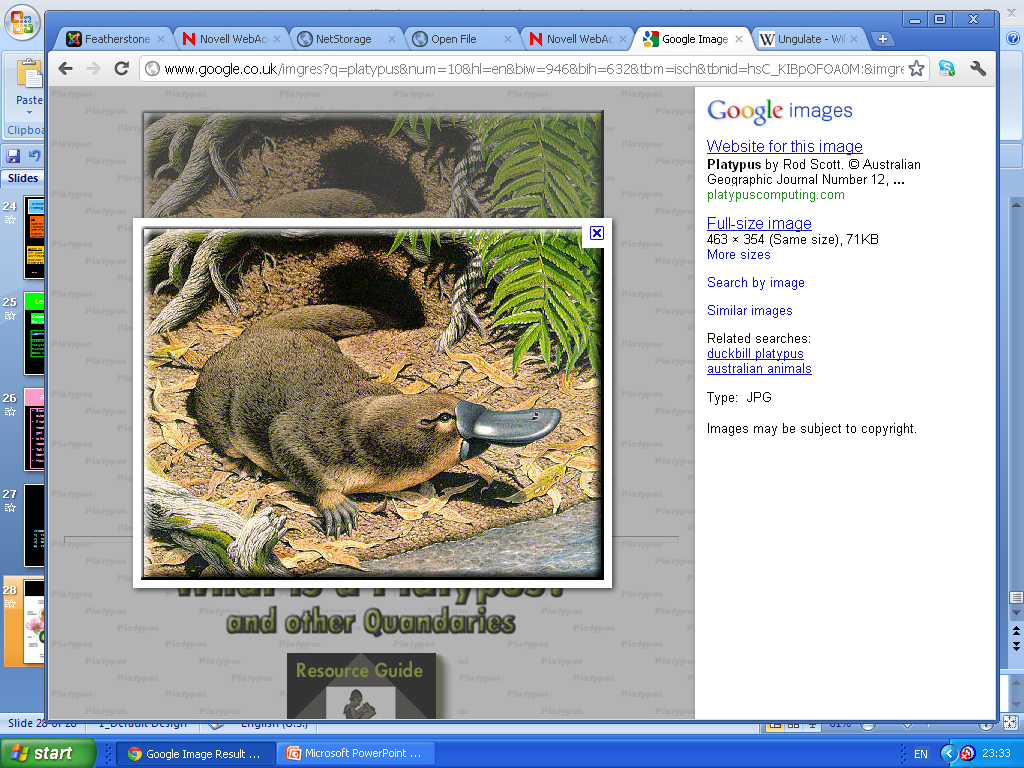 Featherstone
Novell WebAc
NetStorage
Open File
Novell WebAc
Google Image
Ungulate - Wi
www.google.co.uk/imgres?q=platypus&num=10&hl=en&biw=946&bih=632&tbm=isch&tbnid=hsC_KIBpOFOA0M:&imgre
Paste
Clipboa
Slides
24
25
26
27
28
Google images
Website for this image
Platypus by Rod Scott. © Australian
Geographic Journal Number 12, ...
platypuscomputing.com
Full-size image
463 × 354 (Same size), 71KB
More sizes
Search by image
Similar images
Related searches:
duckbill platypus
australian animals
Type: JPG
Images may be subject to copyright.
Platypus
What is a Platypus?
and other Quandaries
Resource Guide
Slide 28 of 28
1_Default Design
English (U.S.)
61%
start
Google Image Result ...
Microsoft PowerPoint ...
EN
23:33